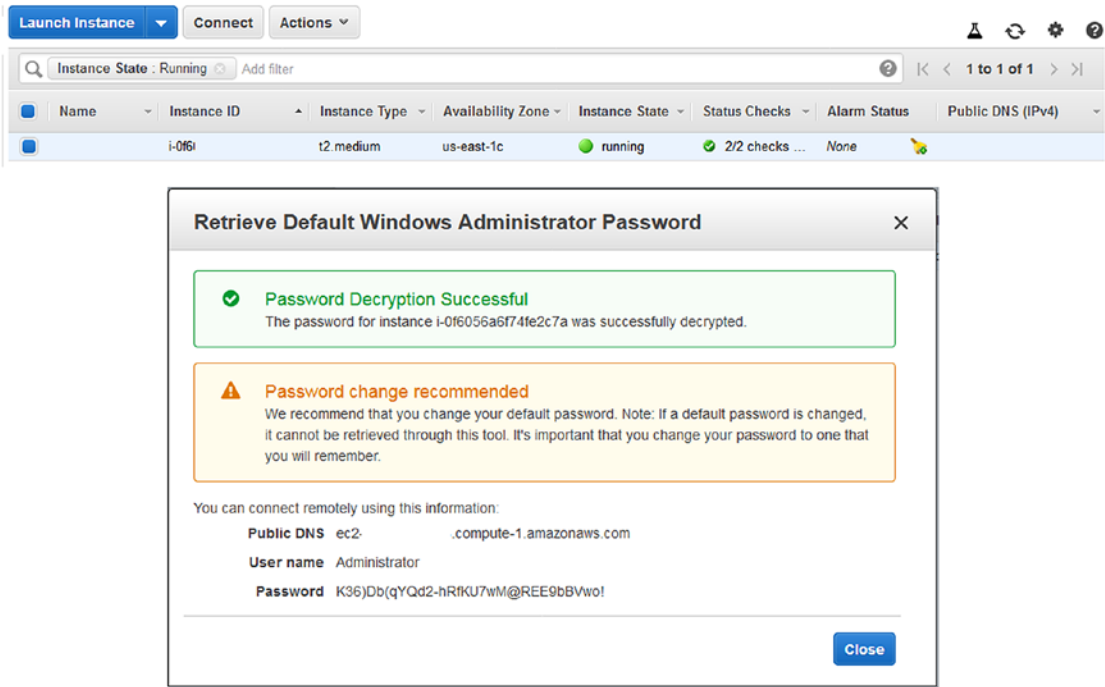 Launch Instance Connect Actions
Instance State : Running Add filter 1 to 1 of 1
Name Instance ID Instance Type Availability Zone Instance State Status Checks Alarm Status Public DNS (IPv4)
i-0f6 t2.medium us-east-1c running 2/2 checks ... None
Retrieve Default Windows Administrator Password
Password Decryption Successful
The password for instance i-0f6056a6f74fe2c7a was successfully decrypted.
Password change recommended
We recommend that you change your default password. Note: If a default password is changed,
it cannot be retrieved through this tool. It's important that you change your password to one that
you will remember.
You can connect remotely using this information:
Public DNS ec2- .compute-1.amazonaws.com
User name Administrator
Password K36)Db(qYQd2-hRfKU7wM@REE9bBVwo!
Close